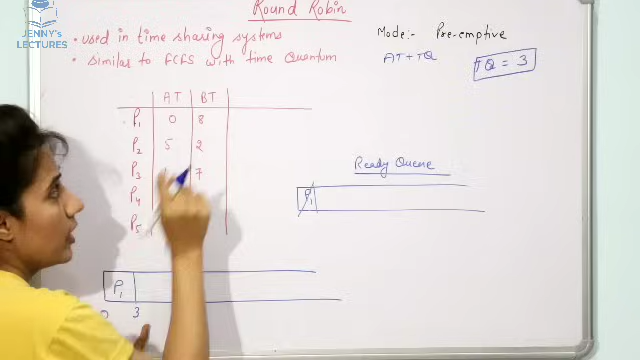 JENNY's
LECTURES
Round Robin
• used in time sharing systems
• similar to FCFS with time Quantum
Mode:- Pre-emptive
AT+TQ
TQ = 3
AT BT
P1 0 8
P2 5 2
P3 7
P4
P5
Ready Queue
P1
P1
0 3